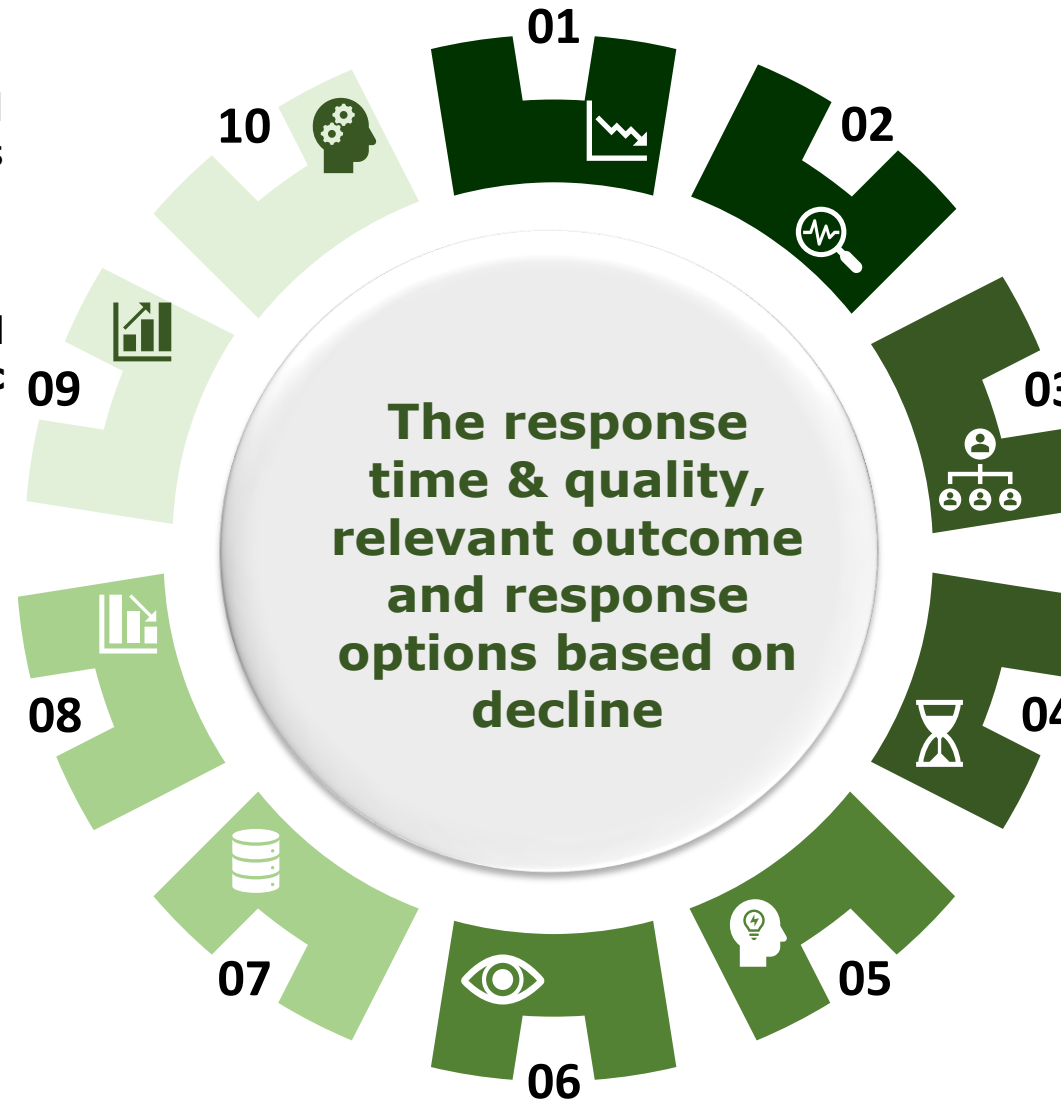 01
10
02
09
The response
time & quality,
relevant outcome
and response
options based on
decline
08
07
05
06